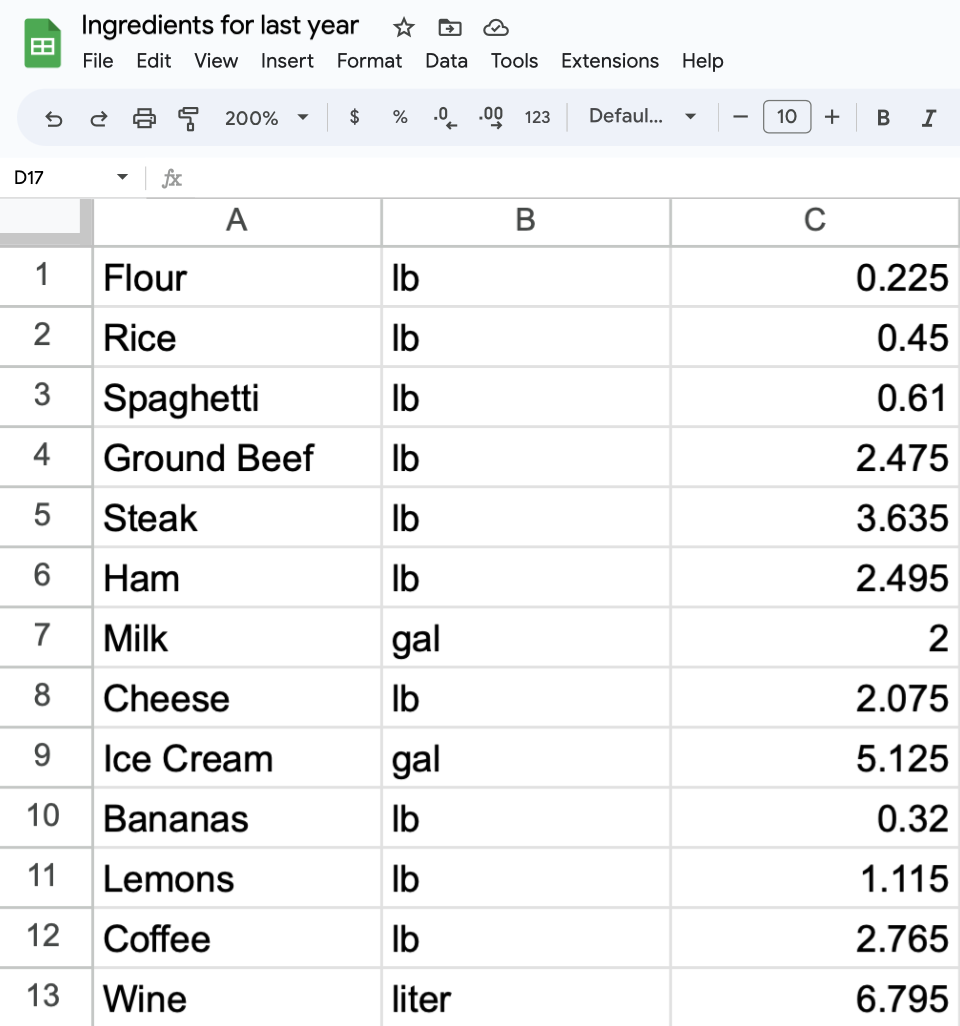 Ingredients for last year
File Edit View Insert Format Data Tools Extensions Help
200% $ % .0 .00 123 Defaul... − 10 + B I
D17 fx
A B C
1 Flour lb 0.225
2 Rice lb 0.45
3 Spaghetti lb 0.61
4 Ground Beef lb 2.475
5 Steak lb 3.635
6 Ham lb 2.495
7 Milk gal 2
8 Cheese lb 2.075
9 Ice Cream gal 5.125
10 Bananas lb 0.32
11 Lemons lb 1.115
12 Coffee lb 2.765
13 Wine liter 6.795